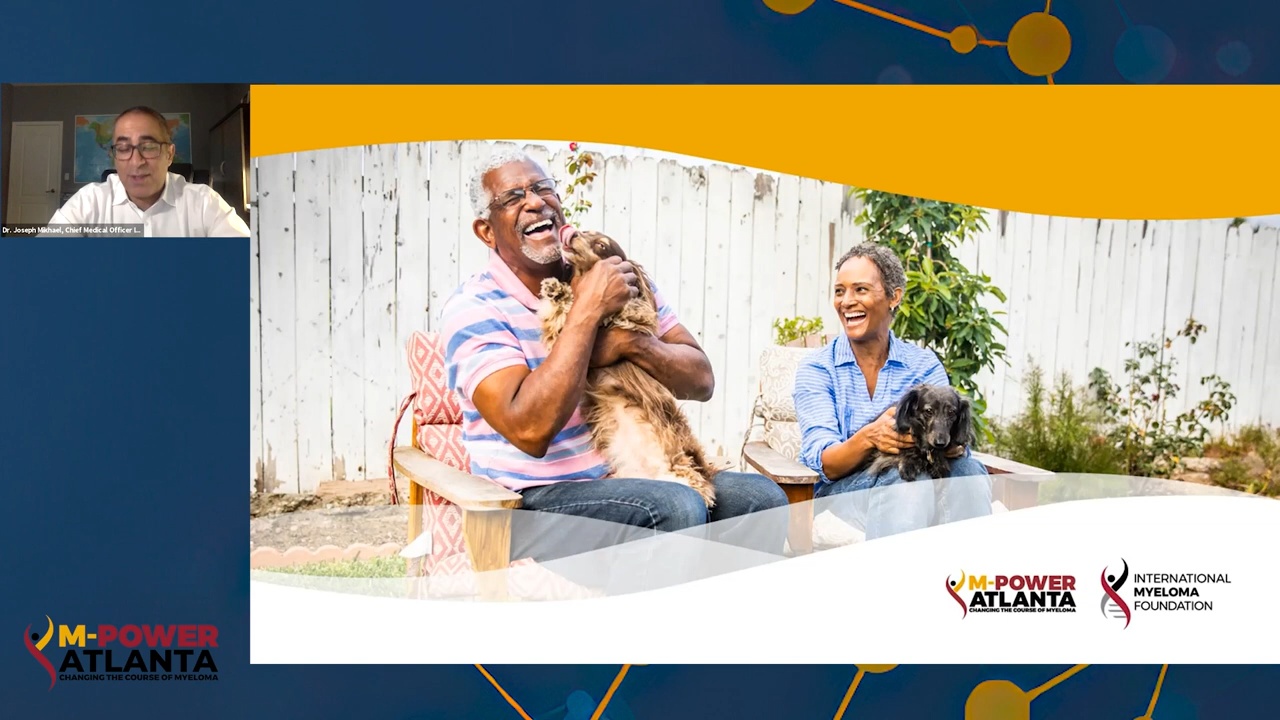 Dr. Joseph Mikhael, Chief Medical Officer L...
M-POWER
ATLANTA
CHANGING THE COURSE OF MYELOMA
INTERNATIONAL
MYELOMA
FOUNDATION
M-POWER
ATLANTA
CHANGING THE COURSE OF MYELOMA